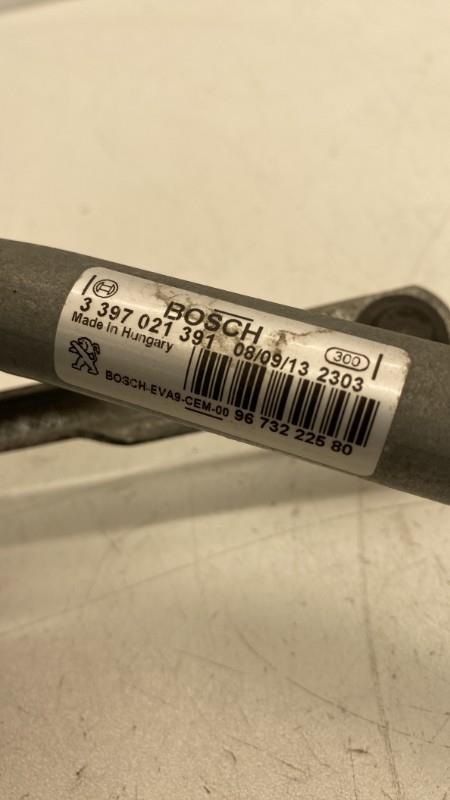 BOSCH
300
3 397 021 391 08/09/13 2303
Made in Hungary
BOSCH-EVA9-CEM-00 96 732 225 80